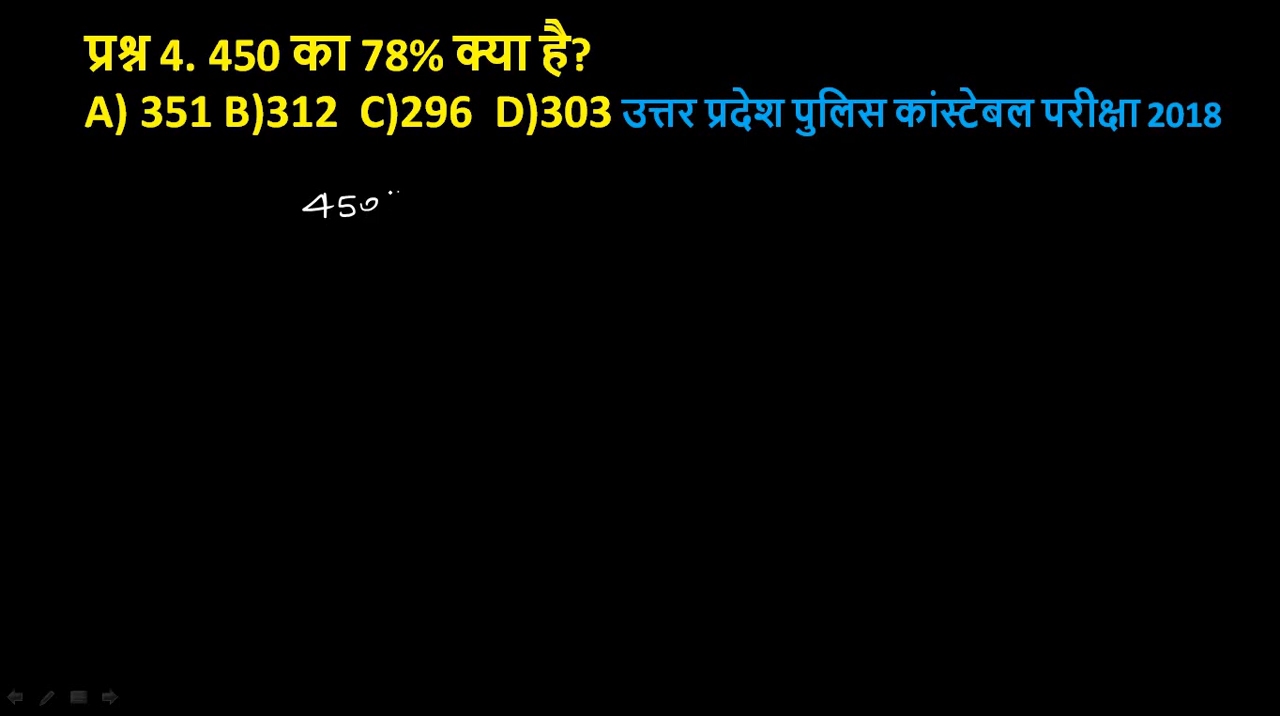 प्रश्न 4. 450 का 78% क्या है?
A) 351 B)312 C)296 D)303 उत्तर प्रदेश पुलिस कांस्टेबल परीक्षा 2018
450